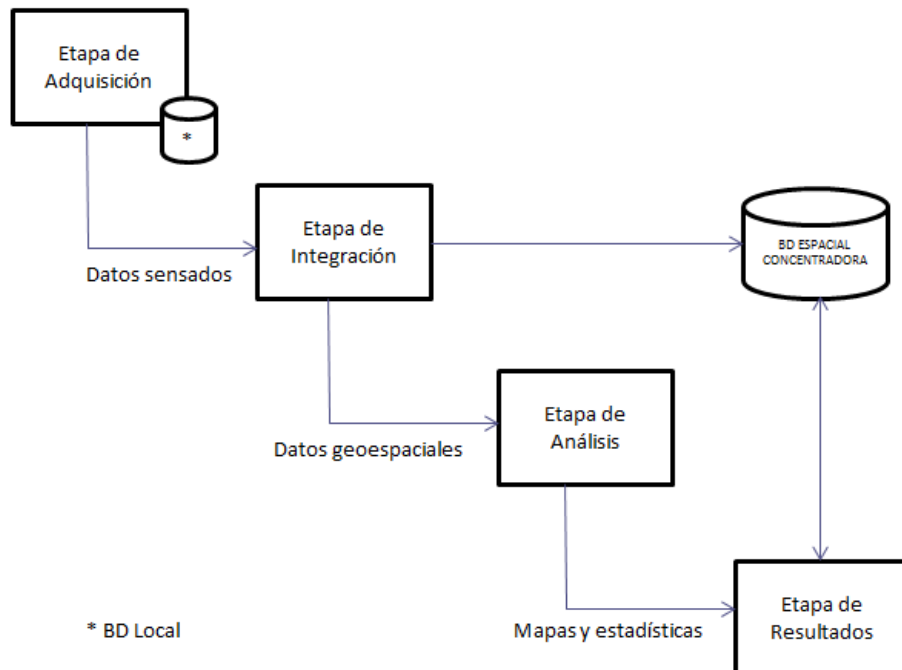 Etapa de
Adquisición
*
Etapa de
Integración
Datos sensados
BD ESPACIAL
CONCENTRADORA
Etapa de
Análisis
Datos geoespaciales
Etapa de
Resultados
Mapas y estadísticas
* BD Local